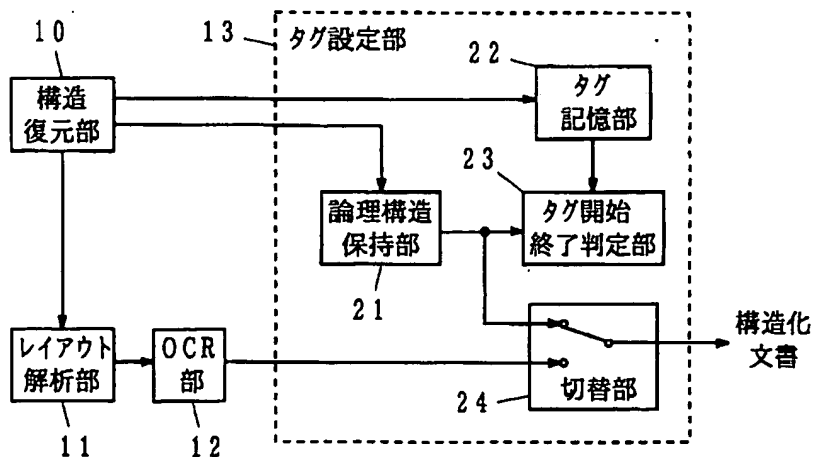 10
13
タグ設定部
22
構造
復元部
タグ
記憶部
23
論理構造
保持部
タグ開始
終了判定部
21
レイアウト
解析部
OCR
部
構造化
文書
24
切替部
11
12